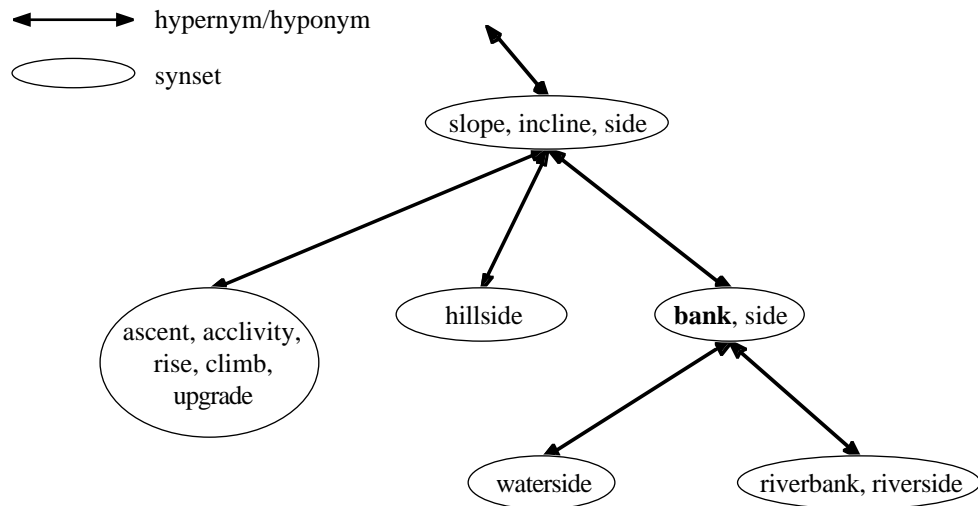 hypernym/hyponym
synset
slope, incline, side
ascent, acclivity,
rise, climb,
upgrade
hillside
bank, side
waterside
riverbank, riverside